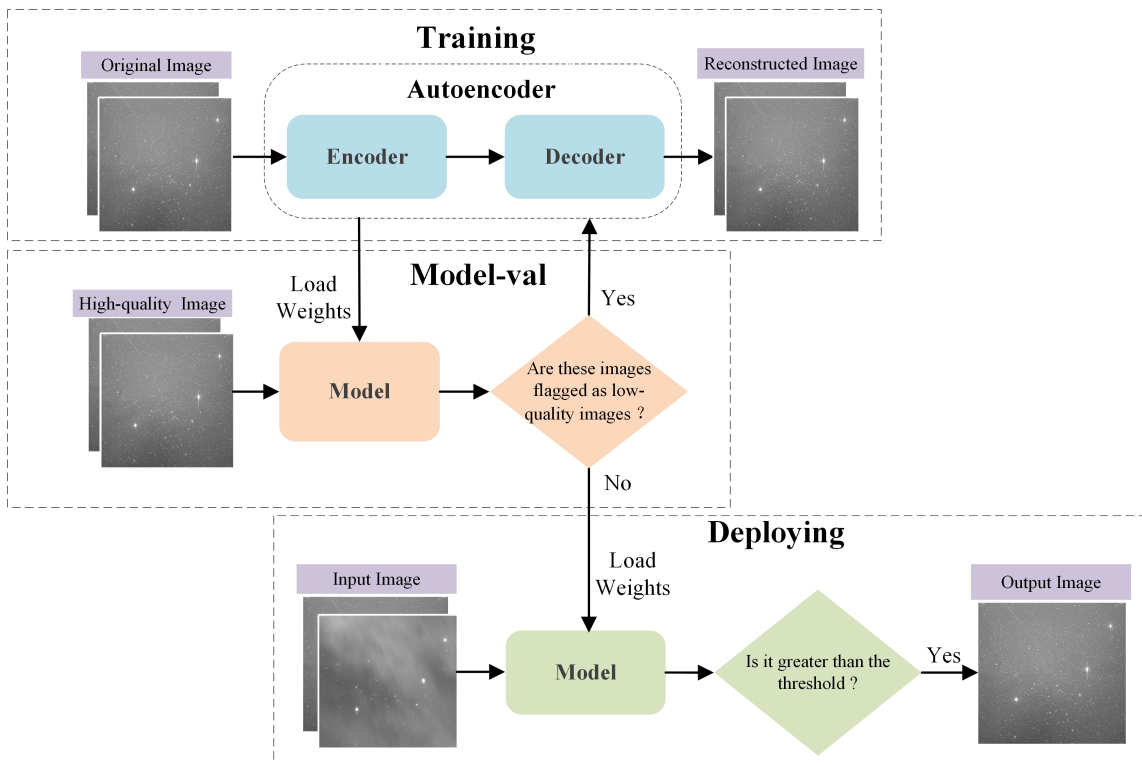 Training
Original Image
Reconstructed Image
Autoencoder
Encoder
Decoder
Model-val
Load
Weights
Yes
High-quality Image
Model
Are these images
flagged as low-
quality images ?
No
Deploying
Load
Weights
Input Image
Output Image
Model
Is it greater than the
threshold ?
Yes